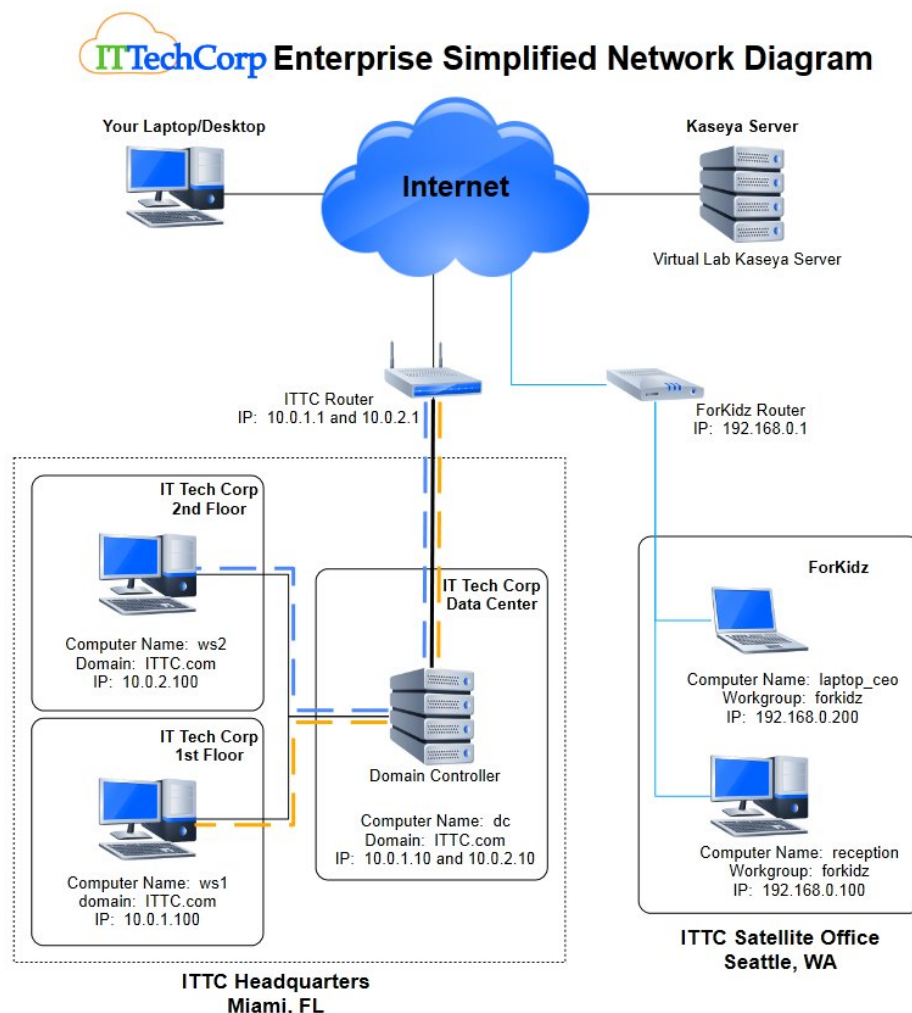 ITTechCorp Enterprise Simplified Network Diagram
Your Laptop/Desktop
Internet
Kaseya Server
Virtual Lab Kaseya Server
ITTC Router
IP: 10.0.1.1 and 10.0.2.1
ForKidz Router
IP: 192.168.0.1
IT Tech Corp
2nd Floor
Computer Name: ws2
Domain: ITTC.com
IP: 10.0.2.100
IT Tech Corp
1st Floor
Computer Name: ws1
domain: ITTC.com
IP: 10.0.1.100
IT Tech Corp
Data Center
Domain Controller
Computer Name: dc
Domain: ITTC.com
IP: 10.0.1.10 and 10.0.2.10
ITTC Headquarters
Miami, FL
ForKidz
Computer Name: laptop_ceo
Workgroup: forkidz
IP: 192.168.0.200
Computer Name: reception
Workgroup: forkidz
IP: 192.168.0.100
ITTC Satellite Office
Seattle, WA